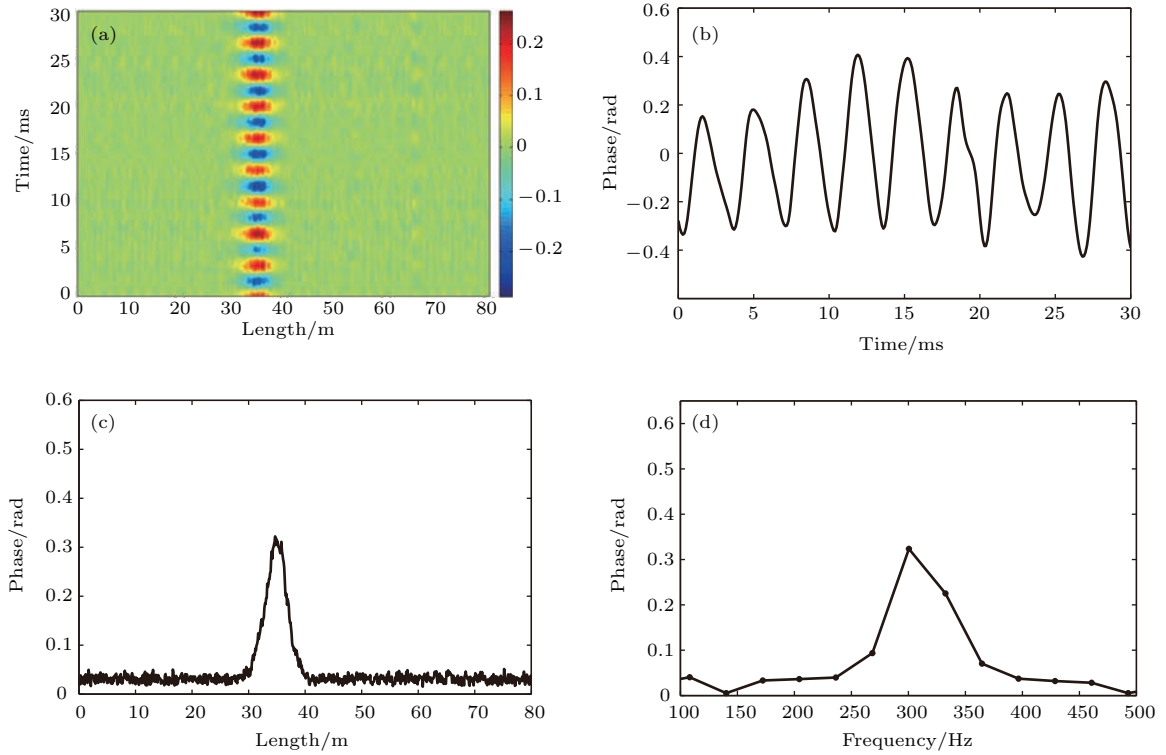 (a)
30
25
20
15
10
5
0
Time/ms
0 10 20 30 40 50 60 70 80
Length/m
0.2
0.1
0
−0.1
−0.2
(b)
0.6
0.4
0.2
0
−0.2
−0.4
Phase/rad
0 5 10 15 20 25 30
Time/ms
(c)
0.6
0.5
0.4
0.3
0.2
0.1
0
Phase/rad
0 10 20 30 40 50 60 70 80
Length/m
(d)
0.6
0.5
0.4
0.3
0.2
0.1
0
Phase/rad
100 150 200 250 300 350 400 450 500
Frequency/Hz